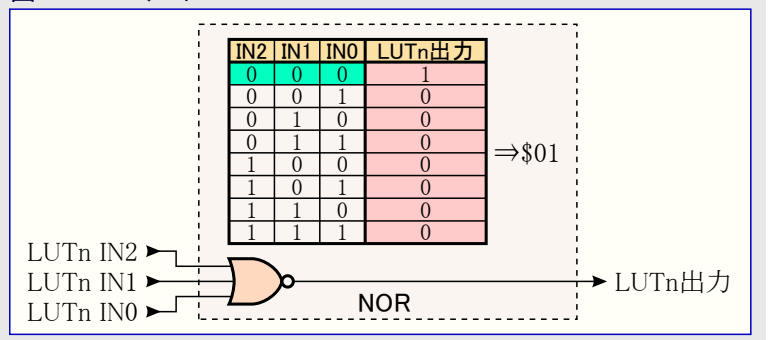 IN2 IN1 IN0 LUTn出力
0 0 0 1
0 0 1 0
0 1 0 0
0 1 1 0
1 0 0 0
1 0 1 0
1 1 0 0
1 1 1 0
⇒$01
LUTn IN2
LUTn IN1
LUTn IN0
NOR
LUTn出力